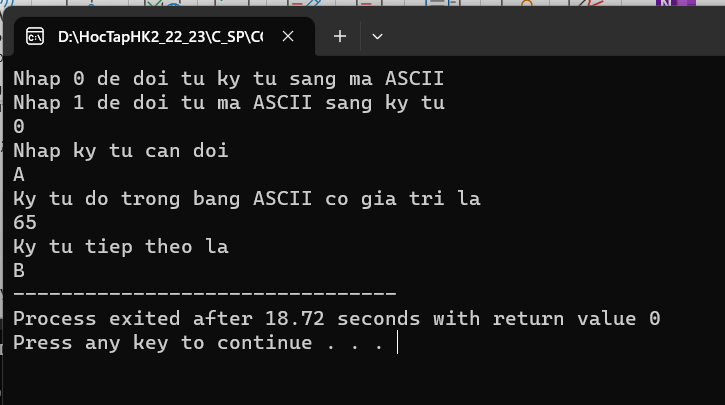 D:\HocTapHK2_22_23\C_SP\C
Nhap 0 de doi tu ky tu sang ma ASCII
Nhap 1 de doi tu ma ASCII sang ky tu
0
Nhap ky tu can doi
A
Ky tu do trong bang ASCII co gia tri la
65
Ky tu tiep theo la
B
--------------------------------
Process exited after 18.72 seconds with return value 0
Press any key to continue . . .